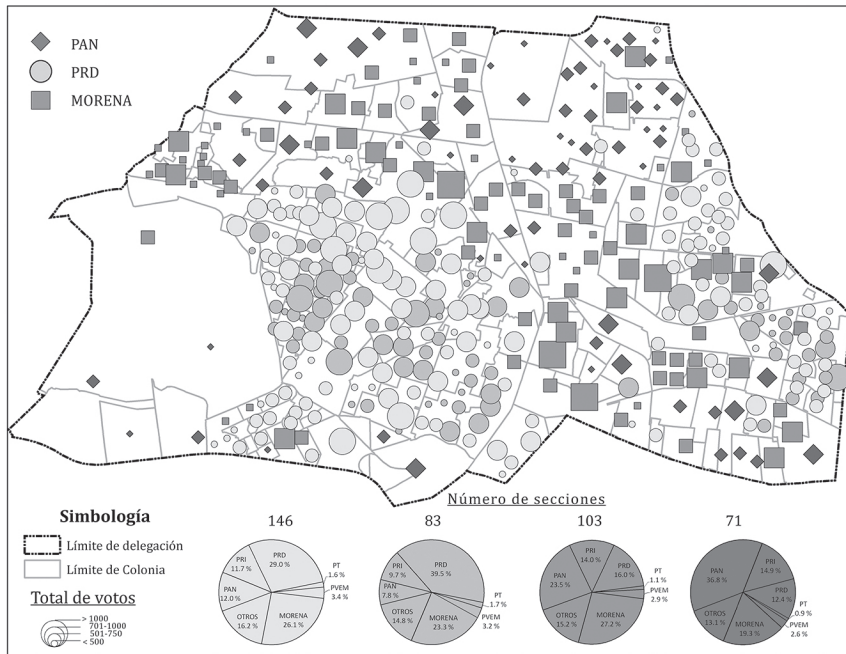 PAN
PRD
MORENA
Simbología
Límite de delegación
Límite de Colonia
Total de votos
> 1000
701-1000
501-750
< 500
Número de secciones
146
PRI
11.7 %
PRD
29.0 %
PT
1.6 %
PVEM
3.4 %
MORENA
26.1 %
OTROS
16.2 %
PAN
12.0 %
83
PRI
9.7 %
PRD
39.5 %
PT
1.7 %
PVEM
3.2 %
MORENA
23.3 %
OTROS
14.8 %
PAN
7.8 %
103
PRI
14.0 %
PRD
16.0 %
PT
1.1 %
PVEM
2.9 %
MORENA
27.2 %
OTROS
15.2 %
PAN
23.5 %
71
PRI
14.9 %
PRD
12.4 %
PT
0.9 %
PVEM
2.6 %
MORENA
19.3 %
OTROS
13.1 %
PAN
36.8 %